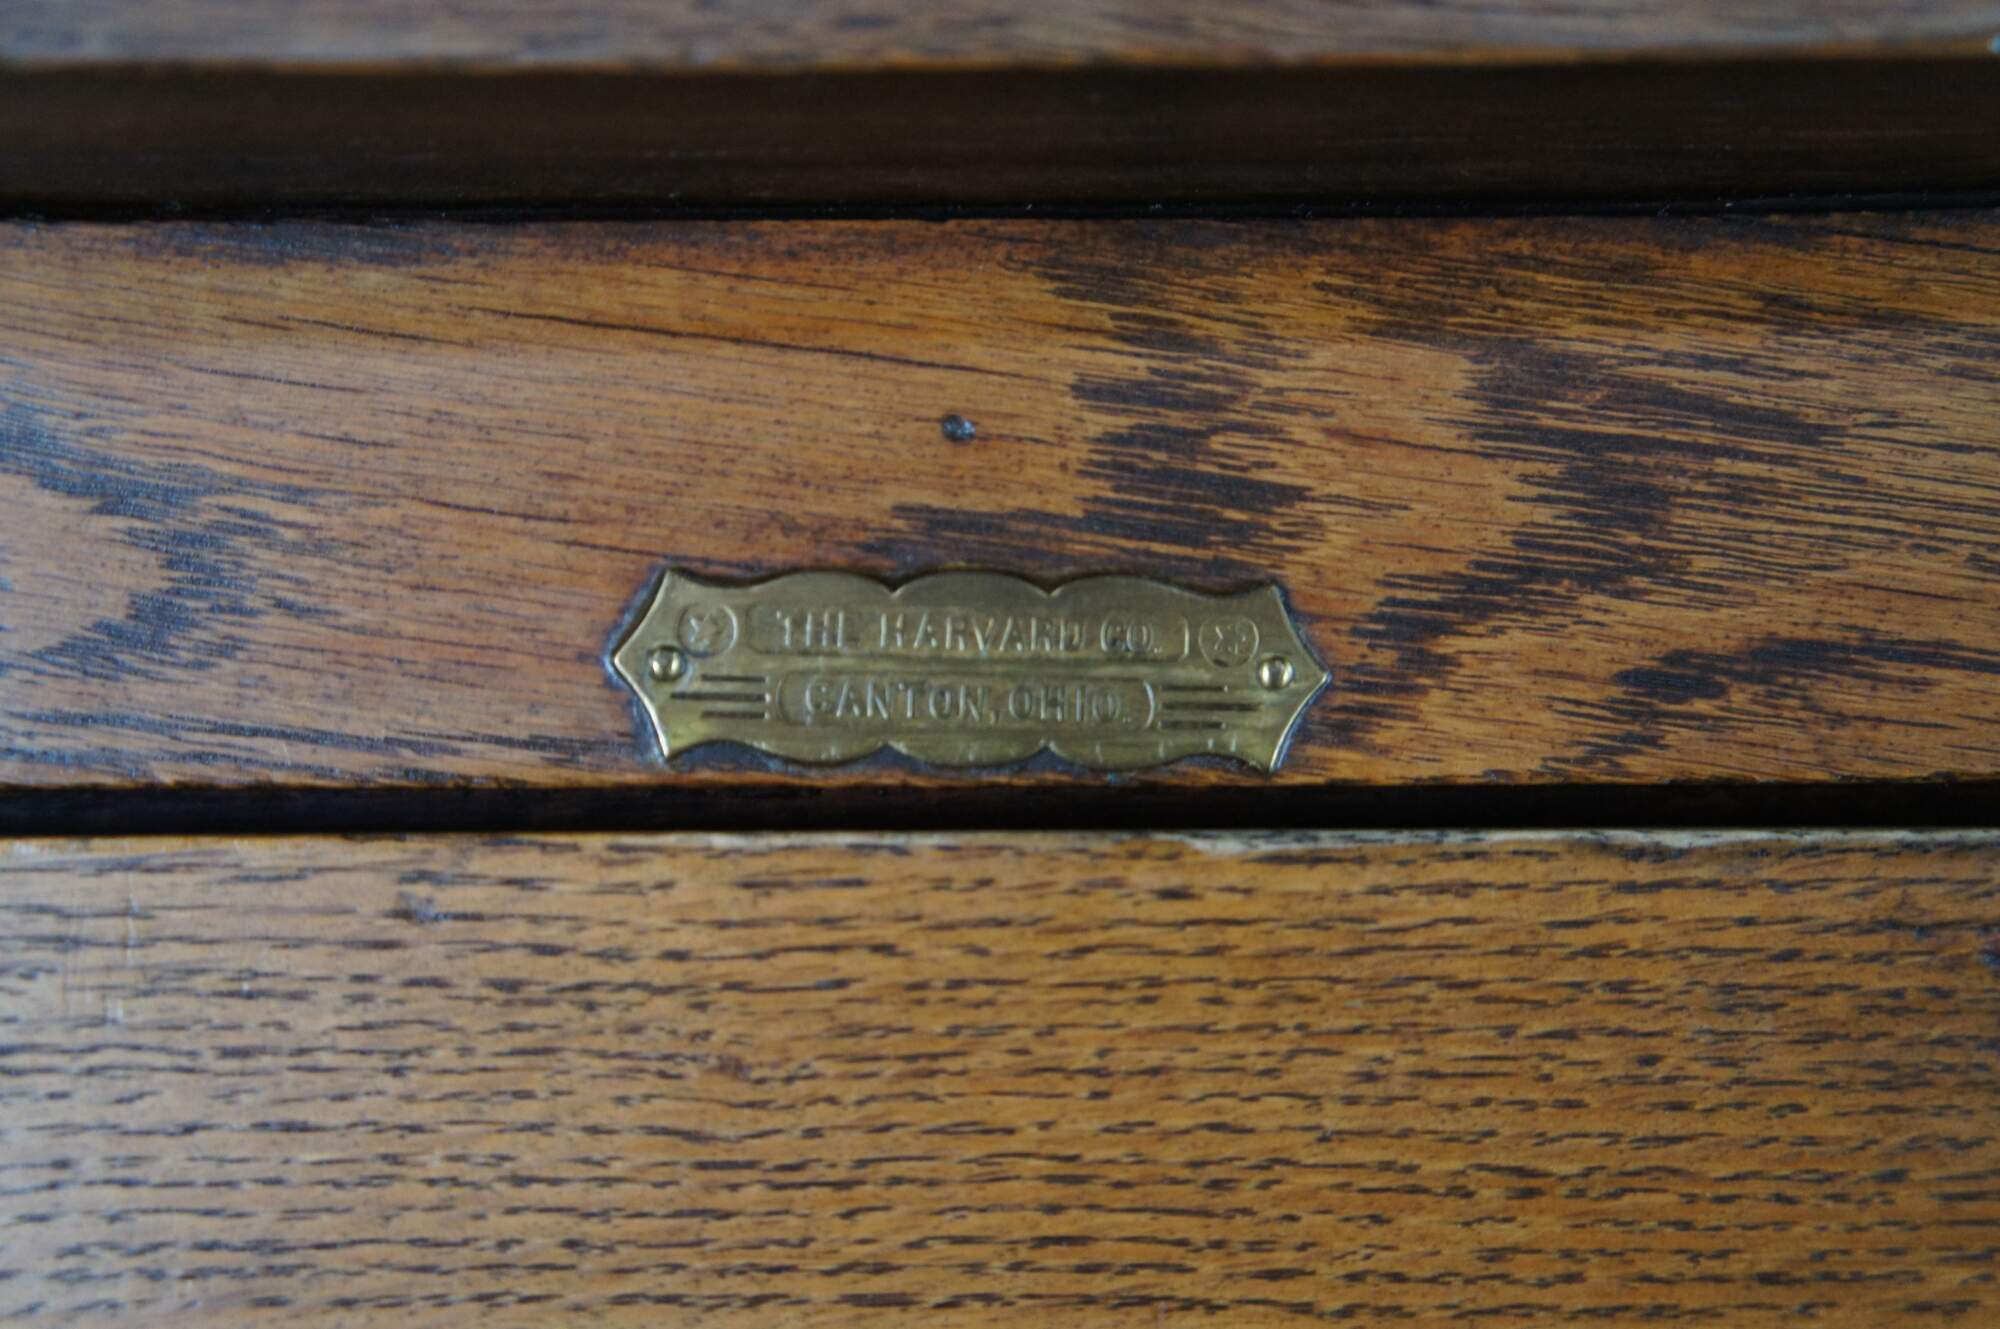 THE HARVARD CO.
CANTON, OHIO.